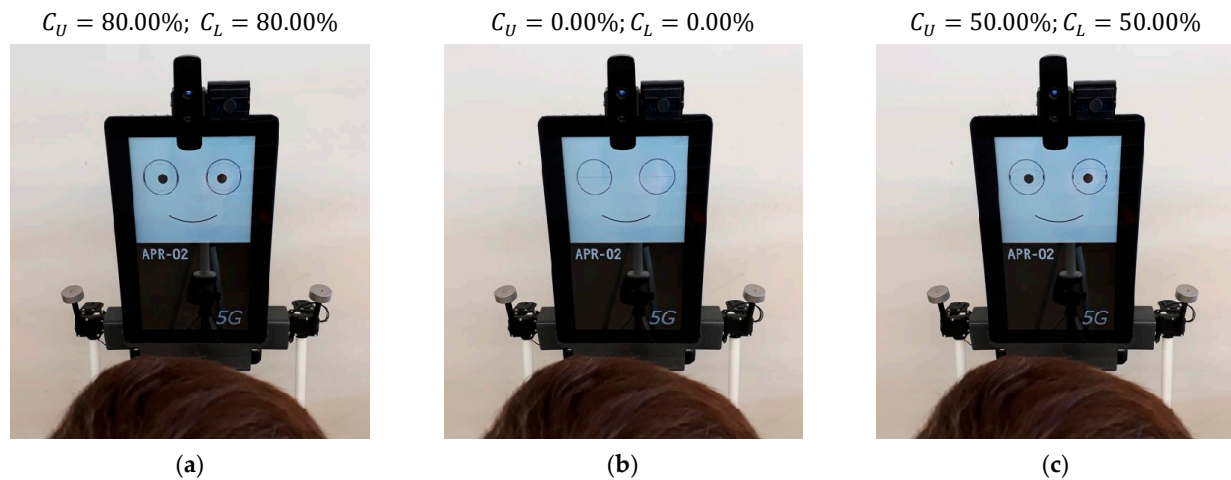 C_U = 80.00%; C_L = 80.00%
C_U = 0.00%; C_L = 0.00%
C_U = 50.00%; C_L = 50.00%
APR-02
5G
APR-02
5G
APR-02
5G
(a)
(b)
(c)